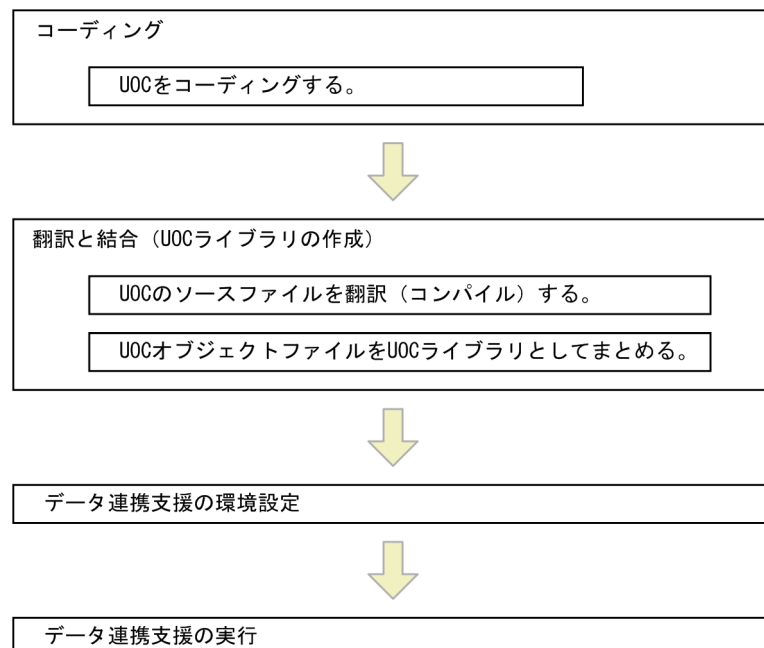 コーディング
UOCをコーディングする。
翻訳と結合（UOCライブラリの作成）
UOCのソースファイルを翻訳（コンパイル）する。
UOCオブジェクトファイルをUOCライブラリとしてまとめる。
データ連携支援の環境設定
データ連携支援の実行